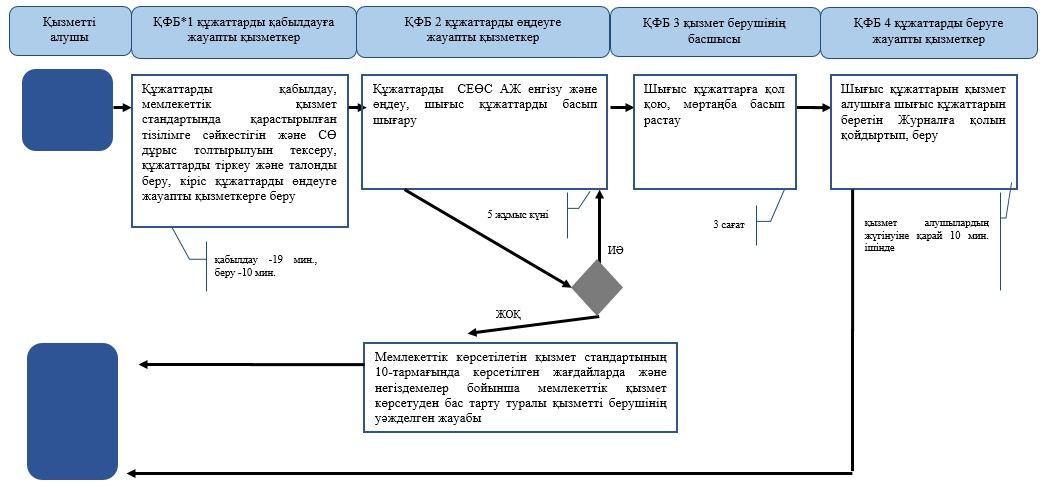 Қызметті
алушы
ҚФБ*1 құжаттарды қабылдауға
жауапты қызметкер
ҚФБ 2 құжаттарды өңдеуге
жауапты қызметкер
ҚФБ 3 қызмет берушінің
басшысы
ҚФБ 4 құжаттарды беруге
жауапты қызметкер
Құжаттарды қабылдау,
мемлекеттік қызмет
стандартында қарастырылған
тізілімге сәйкестігін және СӨ
дұрыс толтырылуын тексеру,
құжаттарды тіркеу және талонды
беру, кіріс құжаттарды өндеуге
жауапты қызметкерге беру
Құжаттарды СЕӨС АЖ енгізу және
өңдеу, шығыс құжаттарды басып
шығару
Шығыс құжаттарға қол
қою, мөртаңба басып
растау
Шығыс құжаттарын қызмет
алушыға шығыс құжаттарын
беретін Журналға қолын
қойдыртып, беру
қабылдау -19 мин.,
беру -10 мин.
5 жұмыс күні
3 сағат
қызмет алушылардың
жүгінуіне қарай 10 мин.
ішінде
ИӘ
ЖОҚ
Мемлекеттік көрсетілетін қызмет стандартының
10-тармағында көрсетілген жағдайларда және
негіздемелер бойынша мемлекеттік қызмет
көрсетуден бас тарту туралы қызметті берушінің
уәжделген жауабы